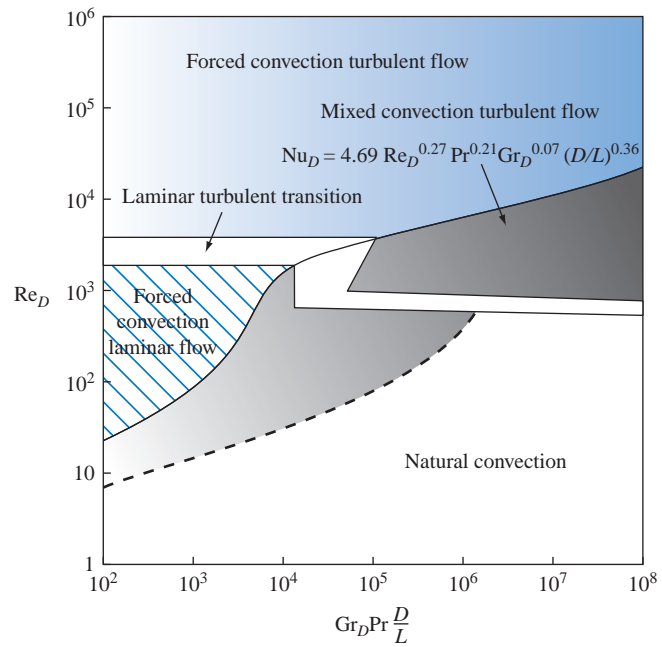 10^6
Forced convection turbulent flow
10^5
Mixed convection turbulent flow
Nu_D = 4.69 Re_D^0.27 Pr^0.21 Gr_D^0.07 (D/L)^0.36
10^4
Laminar turbulent transition
Re_D
10^3
Forced
convection
laminar flow
10^2
Natural convection
10
1
10^2 10^3 10^4 10^5 10^6 10^7 10^8
Gr_D Pr D/L